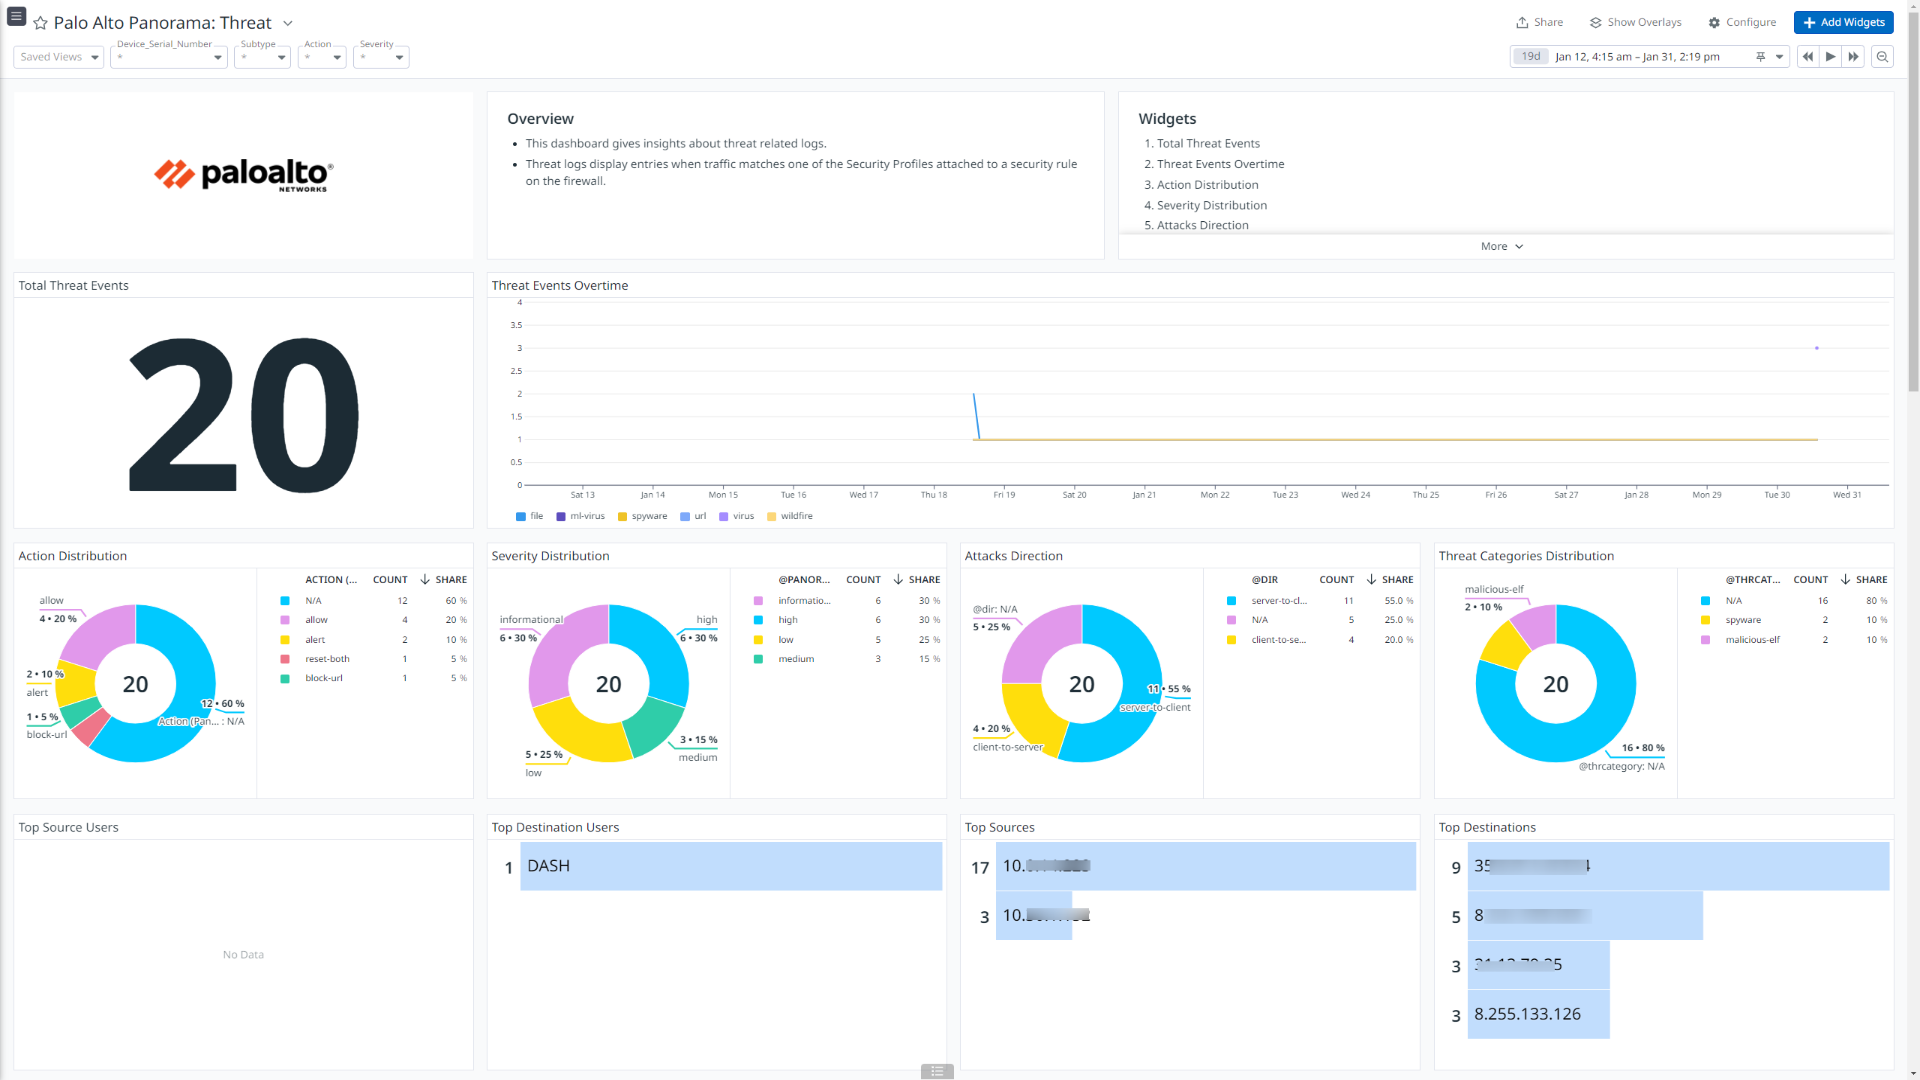 Palo Alto Panorama: Threat
Share
Show Overlays
Configure
Add Widgets
Saved Views
Device_Serial_Number
*
Subtype
*
Action
*
Severity
*
19d
Jan 12, 4:15 am – Jan 31, 2:19 pm
paloalto®
NETWORKS
Overview
• This dashboard gives insights about threat related logs.
• Threat logs display entries when traffic matches one of the Security Profiles attached to a security rule
on the firewall.
Widgets
1. Total Threat Events
2. Threat Events Overtime
3. Action Distribution
4. Severity Distribution
5. Attacks Direction
More
Total Threat Events
20
Threat Events Overtime
4
3.5
3
2.5
2
1.5
1
0.5
0
Sat 13 Jan 14 Mon 15 Tue 16 Wed 17 Thu 18 Fri 19 Sat 20 Jan 21 Mon 22 Tue 23 Wed 24 Thu 25 Fri 26 Sat 27 Jan 28 Mon 29 Tue 30 Wed 31
file ml-virus spyware url virus wildfire
Action Distribution
allow
4 • 20 %
2 • 10 %
alert
1 • 5 %
block-url
20
12 • 60 %
Action (Pan... : N/A
ACTION (... COUNT SHARE
N/A 12 60 %
allow 4 20 %
alert 2 10 %
reset-both 1 5 %
block-url 1 5 %
Severity Distribution
informational
6 • 30 %
high
6 • 30 %
20
3 • 15 %
medium
5 • 25 %
low
@PANOR... COUNT SHARE
informatio... 6 30 %
high 6 30 %
low 5 25 %
medium 3 15 %
Attacks Direction
@dir: N/A
5 • 25 %
20
11 • 55 %
server-to-client
4 • 20 %
client-to-server
@DIR COUNT SHARE
server-to-cl... 11 55.0 %
N/A 5 25.0 %
client-to-se... 4 20.0 %
Threat Categories Distribution
malicious-elf
2 • 10 %
20
16 • 80 %
@thrcategory: N/A
@THRCAT... COUNT SHARE
N/A 16 80 %
spyware 2 10 %
malicious-elf 2 10 %
Top Source Users
No Data
Top Destination Users
1 DASH
Top Sources
17 10.
3 10.
Top Destinations
9 35
5 8
3
3 8.255.133.126